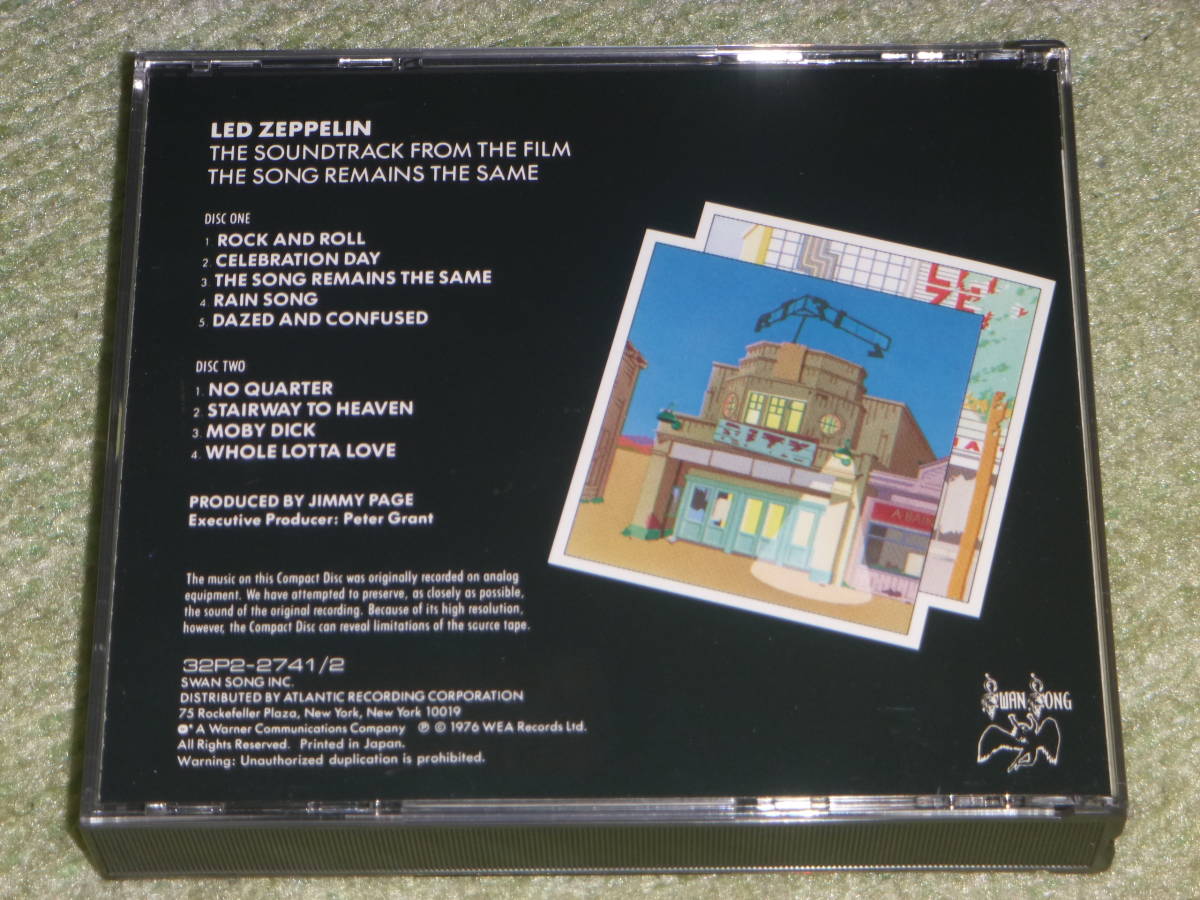 LED ZEPPELIN
THE SOUNDTRACK FROM THE FILM
THE SONG REMAINS THE SAME
DISC ONE
1. ROCK AND ROLL
2. CELEBRATION DAY
3. THE SONG REMAINS THE SAME
4. RAIN SONG
5. DAZED AND CONFUSED
DISC TWO
1. NO QUARTER
2. STAIRWAY TO HEAVEN
3. MOBY DICK
4. WHOLE LOTTA LOVE
PRODUCED BY JIMMY PAGE
Executive Producer: Peter Grant
The music on this Compact Disc was originally recorded on analog
equipment. We have attempted to preserve, as closely as possible,
the sound of the original recording. Because of its high resolution,
however, the Compact Disc can reveal limitations of the scurce tape.
32P2-2741/2
SWAN SONG INC.
DISTRIBUTED BY ATLANTIC RECORDING CORPORATION
75 Rockefeller Plaza, New York, New York 10019
A Warner Communications Company ℗ © 1976 WEA Records Ltd.
All Rights Reserved. Printed in Japan.
Warning: Unauthorized duplication is prohibited.
SWAN SONG